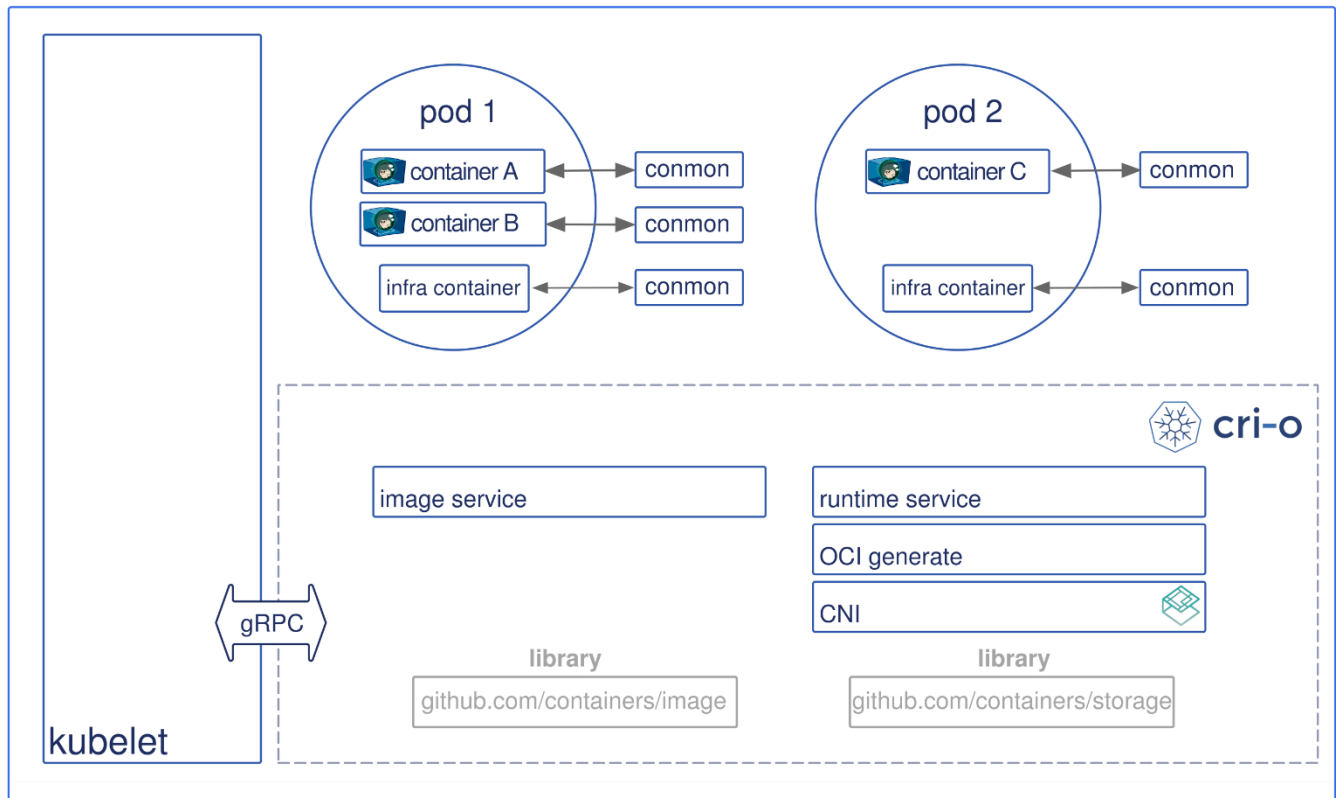 pod 1
container A
conmon
container B
conmon
infra container
conmon
pod 2
container C
conmon
infra container
conmon
cri-o
image service
runtime service
OCI generate
CNI
gRPC
library
github.com/containers/image
library
github.com/containers/storage
kubelet